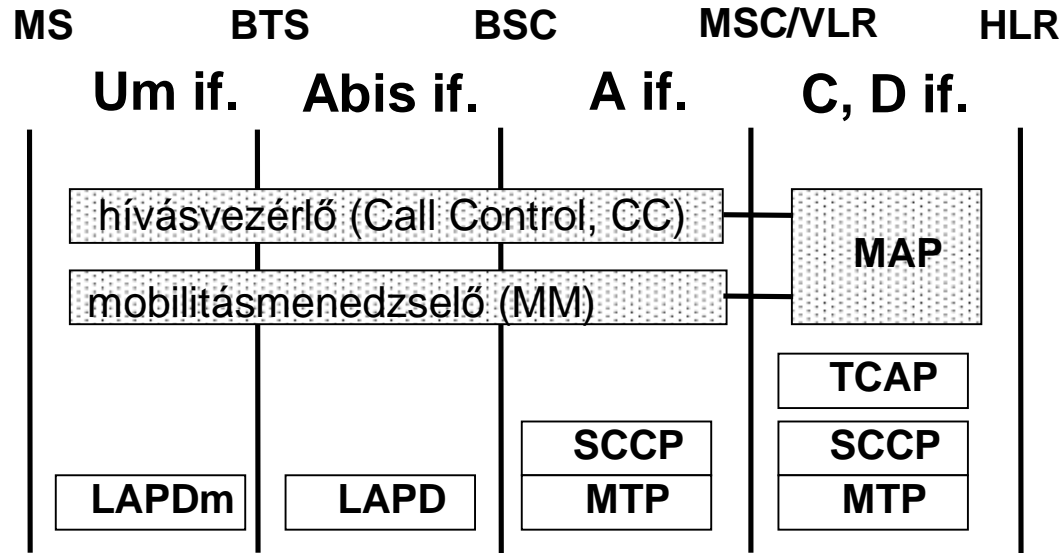 MS BTS BSC MSC/VLR HLR
Um if. Abis if. A if. C, D if.
hívásvezérlő (Call Control, CC)
MAP
mobilitásmenedzselő (MM)
TCAP
SCCP SCCP
LAPDm LAPD MTP MTP